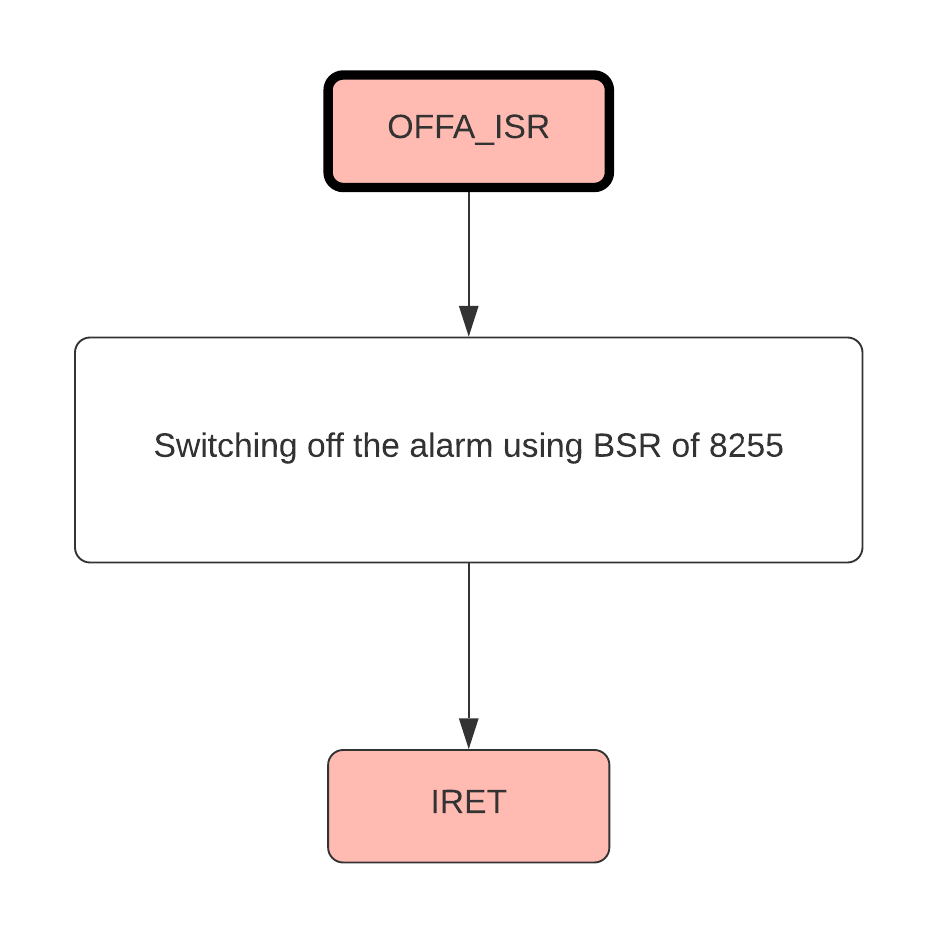 OFFA_ISR
Switching off the alarm using BSR of 8255
IRET